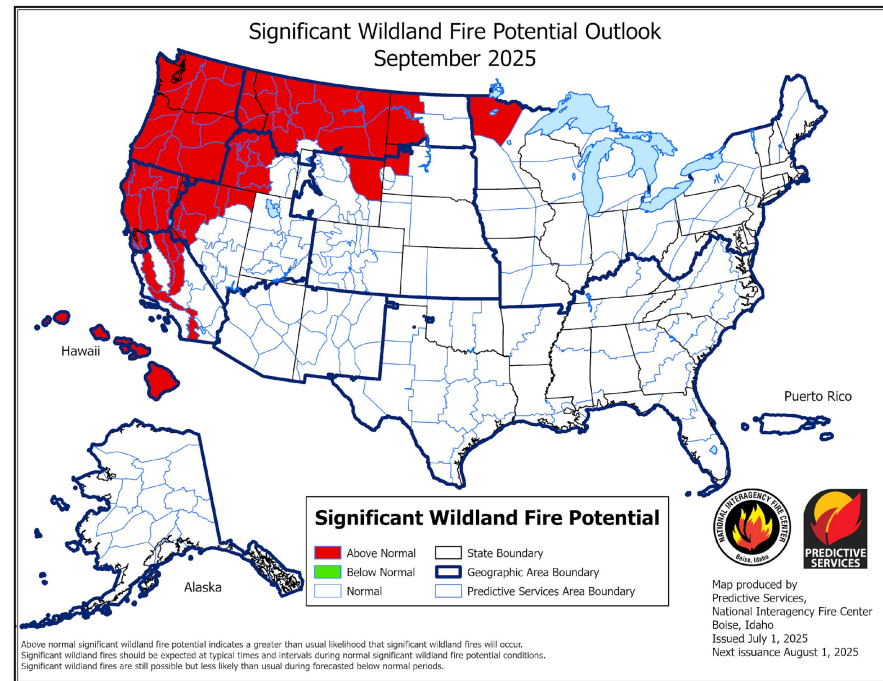 Significant Wildland Fire Potential Outlook
September 2025
Hawaii
Puerto Rico
Alaska
Significant Wildland Fire Potential
Above Normal
Below Normal
Normal
State Boundary
Geographic Area Boundary
Predictive Services Area Boundary
NATIONAL INTERAGENCY FIRE CENTER
Boise, Idaho
PREDICTIVE
SERVICES
Map produced by
Predictive Services,
National Interagency Fire Center
Boise, Idaho
Issued July 1, 2025
Next issuance August 1, 2025
Above normal significant wildland fire potential indicates a greater than usual likelihood that significant wildland fires will occur.
Significant wildland fires should be expected at typical times and intervals during normal significant wildland fire potential conditions.
Significant wildland fires are still possible but less likely than usual during forecasted below normal periods.